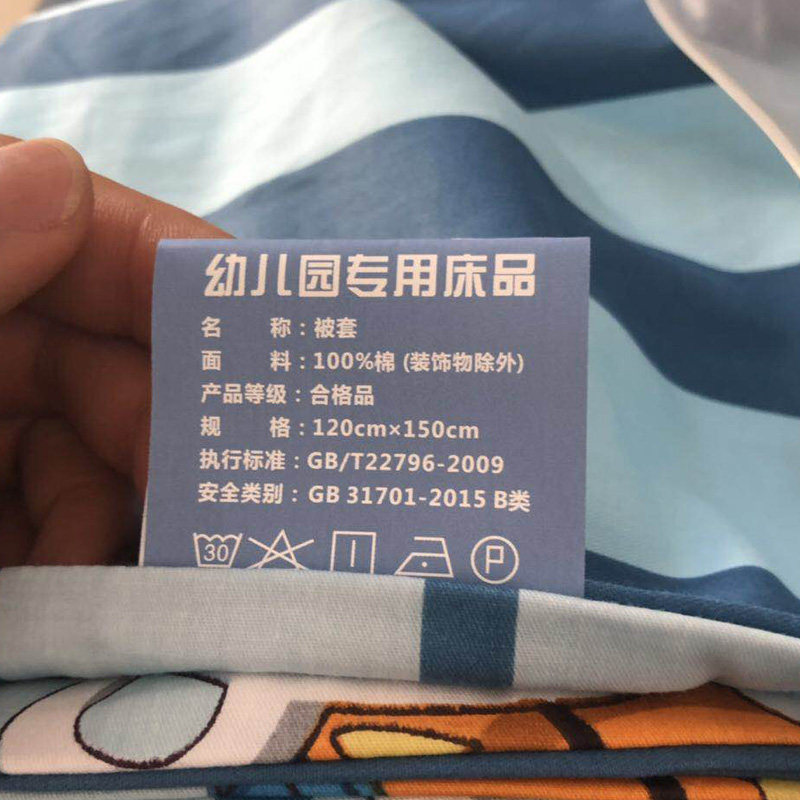 幼儿园专用床品
名 称：被套
面 料：100%棉 (装饰物除外)
产品等级：合格品
规 格：120cm×150cm
执行标准：GB/T22796-2009
安全类别：GB 31701-2015 B类
30 P